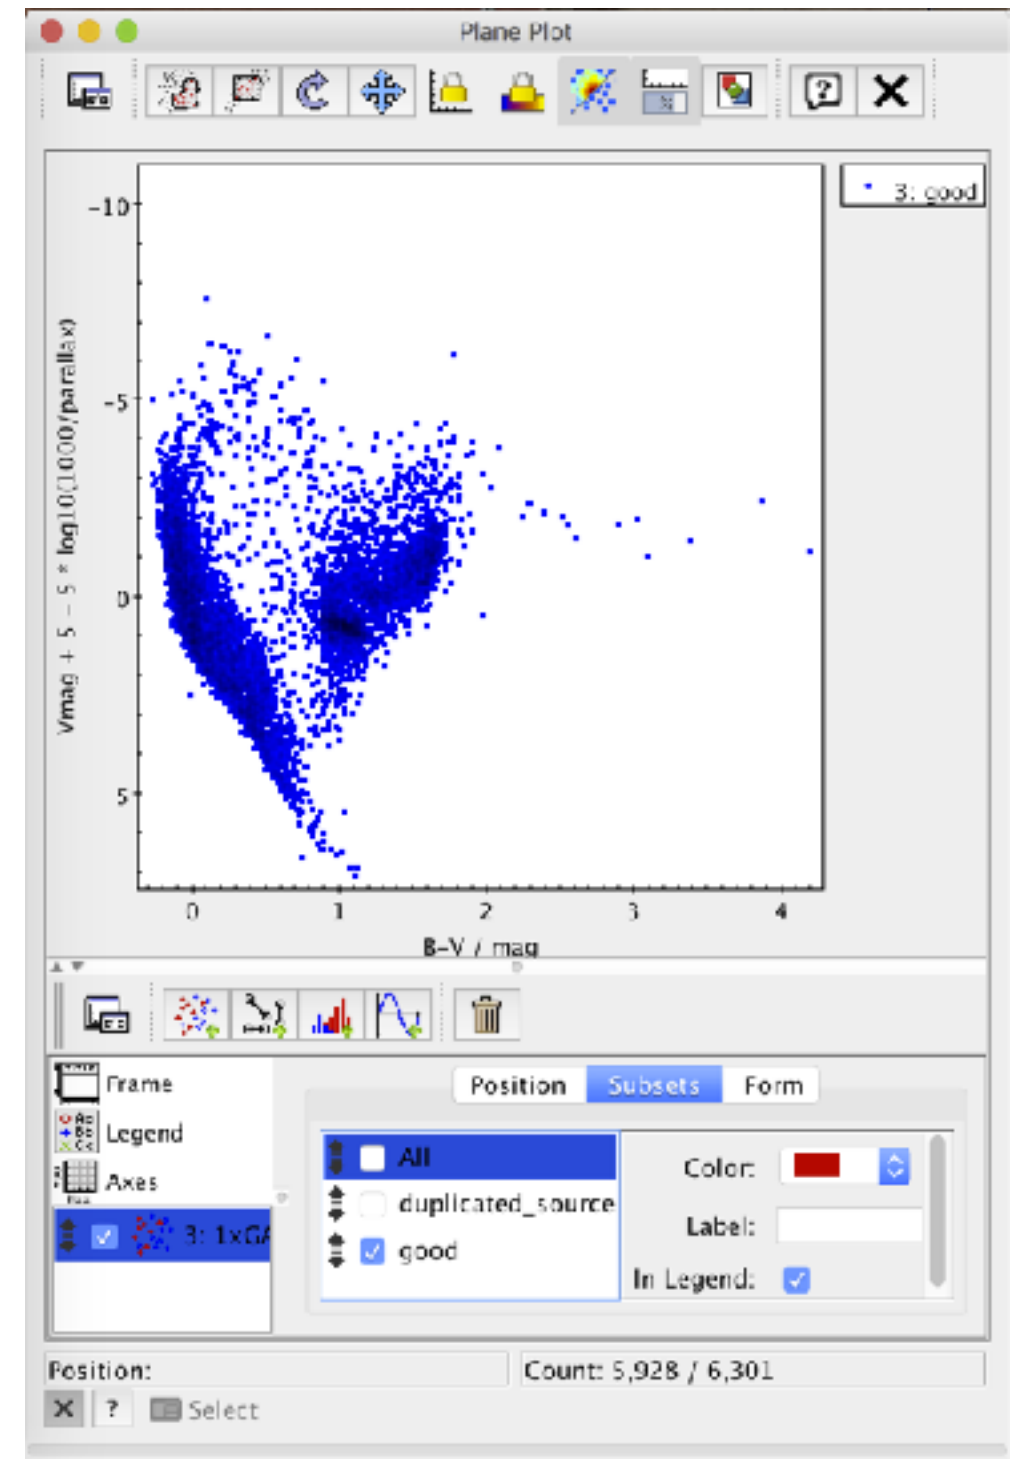 Plane Plot
3: good
-10
-5
0
5
Vmag + 5 - 5 * log10(1000/parallax)
0 1 2 3 4
B-V / mag
Frame
Legend
Axes
3: 1xGA
Position Subsets Form
All
duplicated_source
good
Color:
Label:
In Legend:
Position:
Count: 5,928 / 6,301
Select